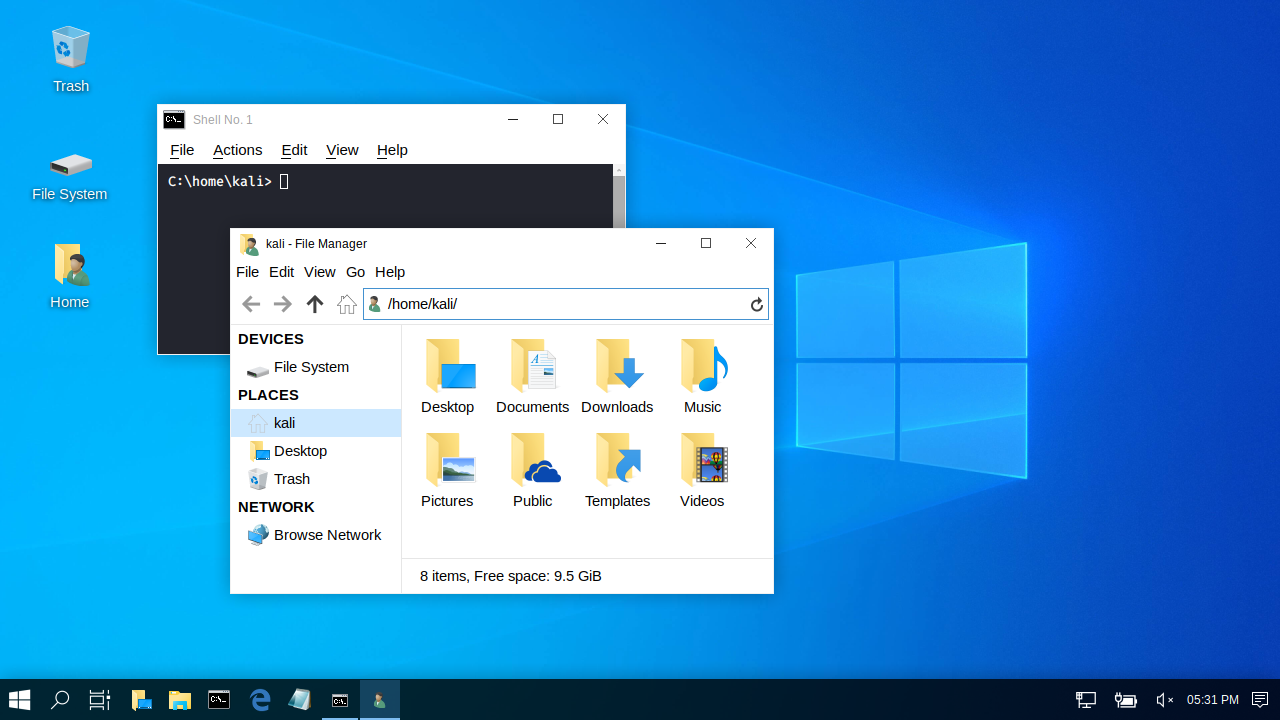 Trash
File System
Home
Shell No. 1
File Actions Edit View Help
C:\home\kali>
kali - File Manager
File Edit View Go Help
/home/kali/
DEVICES
File System
PLACES
kali
Desktop
Trash
NETWORK
Browse Network
Desktop Documents Downloads Music
Pictures Public Templates Videos
8 items, Free space: 9.5 GiB
05:31 PM